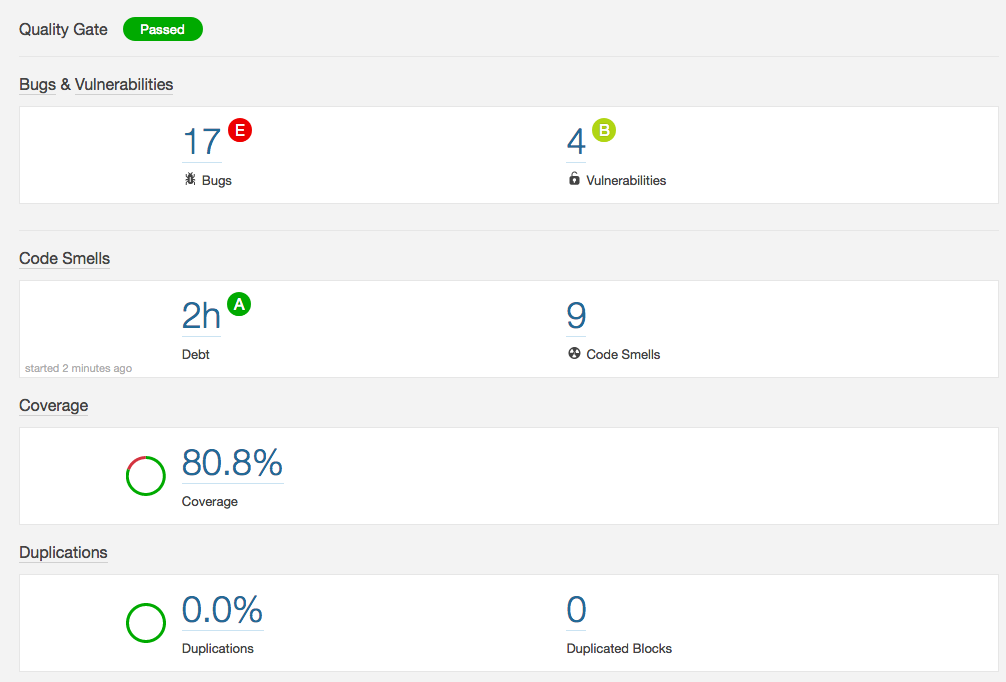 Quality Gate Passed
Bugs & Vulnerabilities
17 E
4 B
Bugs
Vulnerabilities
Code Smells
2h A
9
Debt
Code Smells
started 2 minutes ago
Coverage
80.8%
Coverage
Duplications
0.0%
0
Duplications
Duplicated Blocks